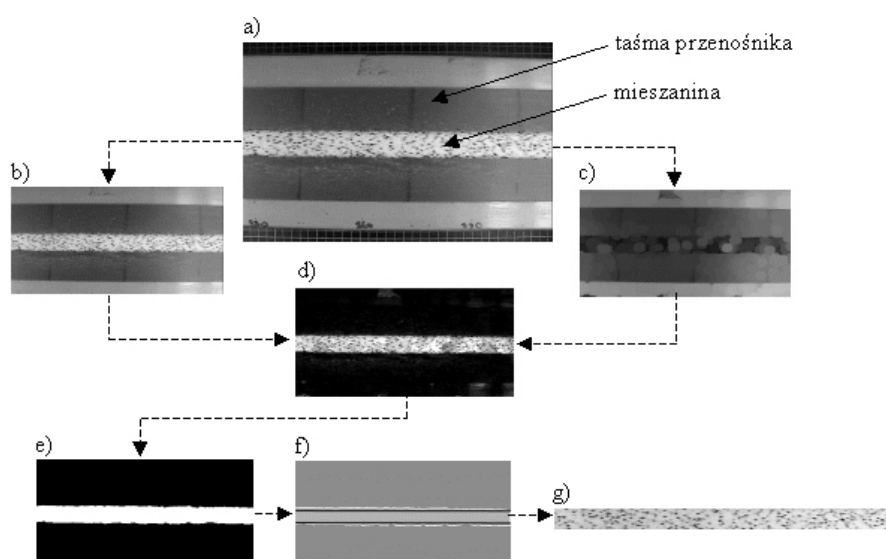 a)
taśma przenośnika
mieszanina
b)
c)
d)
e)
f)
g)